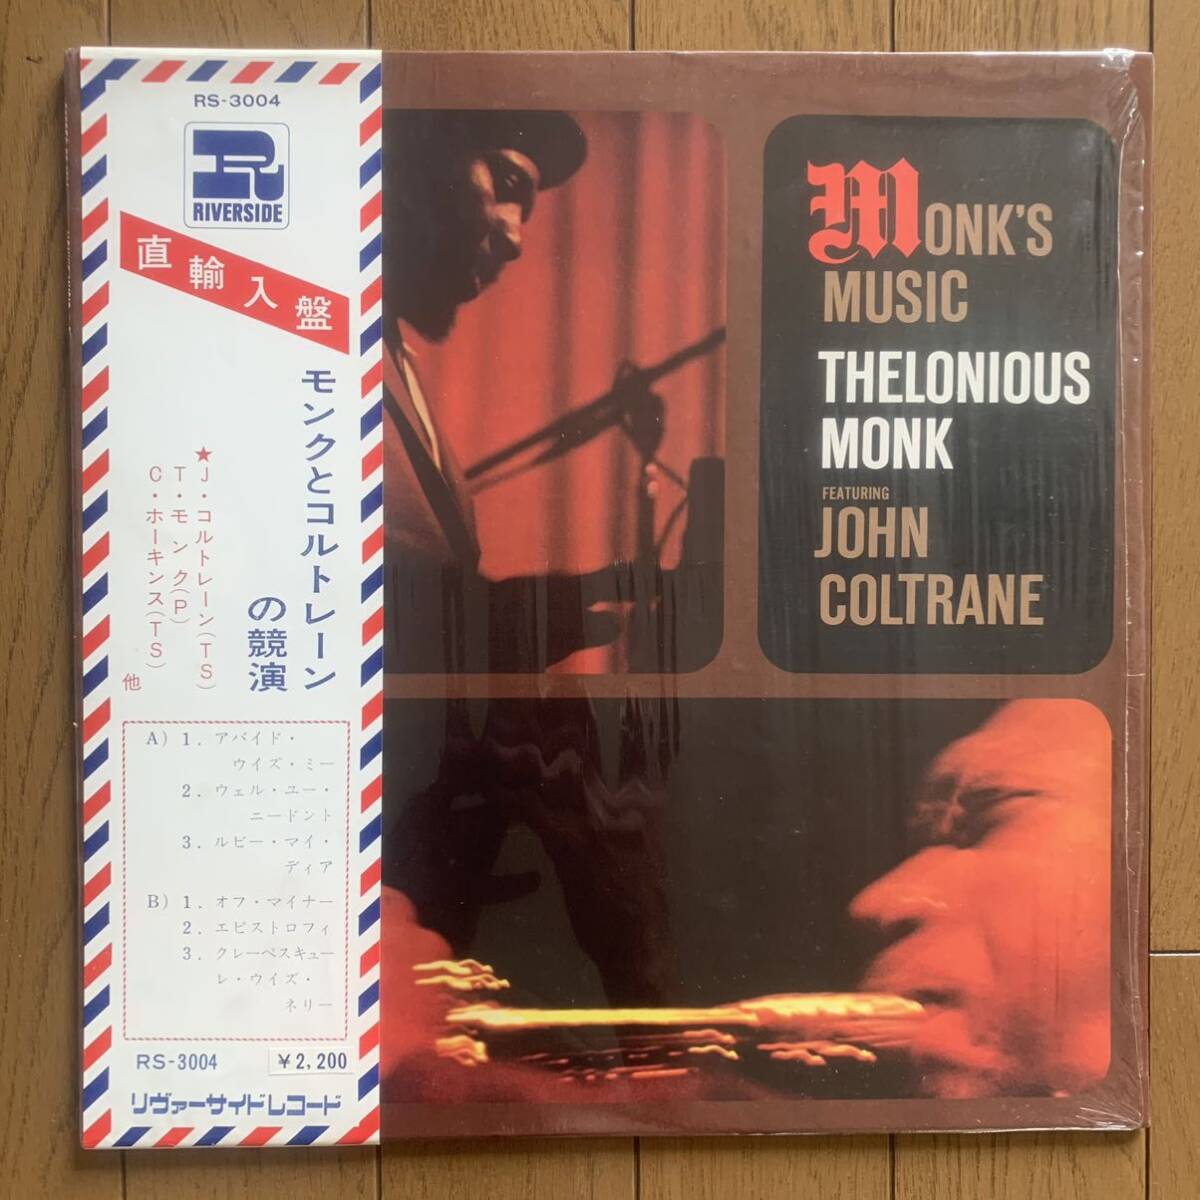 RS-3004
R
RIVERSIDE
直輸入盤
モンクとコルトレーン
の競演
★J・コルトレーン(TS)
T・モンク(P)
C・ホーキンス(TS)
他
A) 1. アバイド・
ウイズ・ミー
2. ウェル・ユー・
ニードント
3. ルビー・マイ・
ディア
B) 1. オフ・マイナー
2. エピストロフィ
3. クレーペスキュー
レ・ウイズ・
ネリー
RS-3004
¥2,200
リヴァーサイドレコード
MONK'S
MUSIC
THELONIOUS
MONK
FEATURING
JOHN
COLTRANE